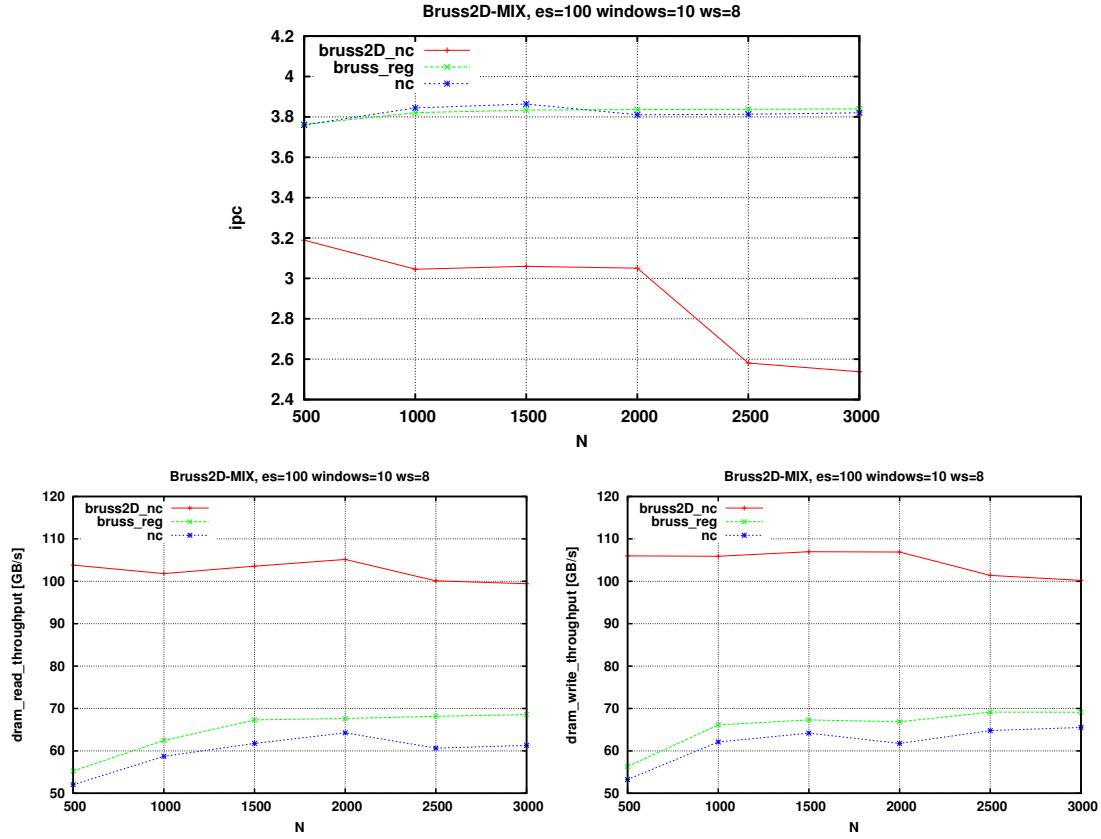 Bruss2D-MIX, es=100 windows=10 ws=8
4.2
4
3.8
3.6
3.4
3.2
3
2.8
2.6
2.4
ipc
bruss2D_nc
bruss_reg
nc
500 1000 1500 2000 2500 3000
N
Bruss2D-MIX, es=100 windows=10 ws=8
120
110
100
90
80
70
60
50
dram_read_throughput [GB/s]
bruss2D_nc
bruss_reg
nc
500 1000 1500 2000 2500 3000
N
Bruss2D-MIX, es=100 windows=10 ws=8
120
110
100
90
80
70
60
50
dram_write_throughput [GB/s]
bruss2D_nc
bruss_reg
nc
500 1000 1500 2000 2500 3000
N